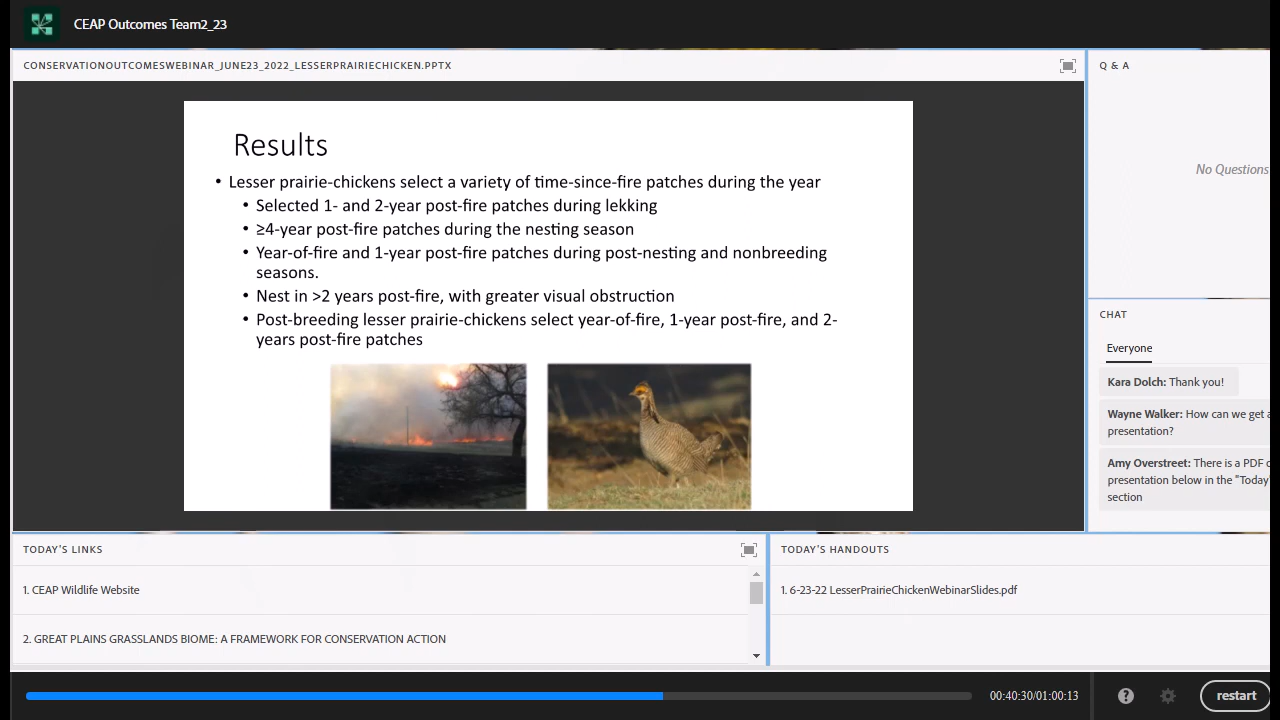 CEAP Outcomes Team2_23
CONSERVATIONOUTCOMESWEBINAR_JUNE23_2022_LESSERPRAIRIECHICKEN.PPTX
Results
• Lesser prairie-chickens select a variety of time-since-fire patches during the year
• Selected 1- and 2-year post-fire patches during lekking
• ≥4-year post-fire patches during the nesting season
• Year-of-fire and 1-year post-fire patches during post-nesting and nonbreeding
seasons.
• Nest in >2 years post-fire, with greater visual obstruction
• Post-breeding lesser prairie-chickens select year-of-fire, 1-year post-fire, and 2-
years post-fire patches
Q & A
No Questions
CHAT
Everyone
Kara Dolch: Thank you!
Wayne Walker: How can we get a
presentation?
Amy Overstreet: There is a PDF
presentation below in the "Today
section
TODAY'S LINKS
1. CEAP Wildlife Website
2. GREAT PLAINS GRASSLANDS BIOME: A FRAMEWORK FOR CONSERVATION ACTION
TODAY'S HANDOUTS
1. 6-23-22 LesserPrairieChickenWebinarSlides.pdf
00:40:30/01:00:13
?
restart